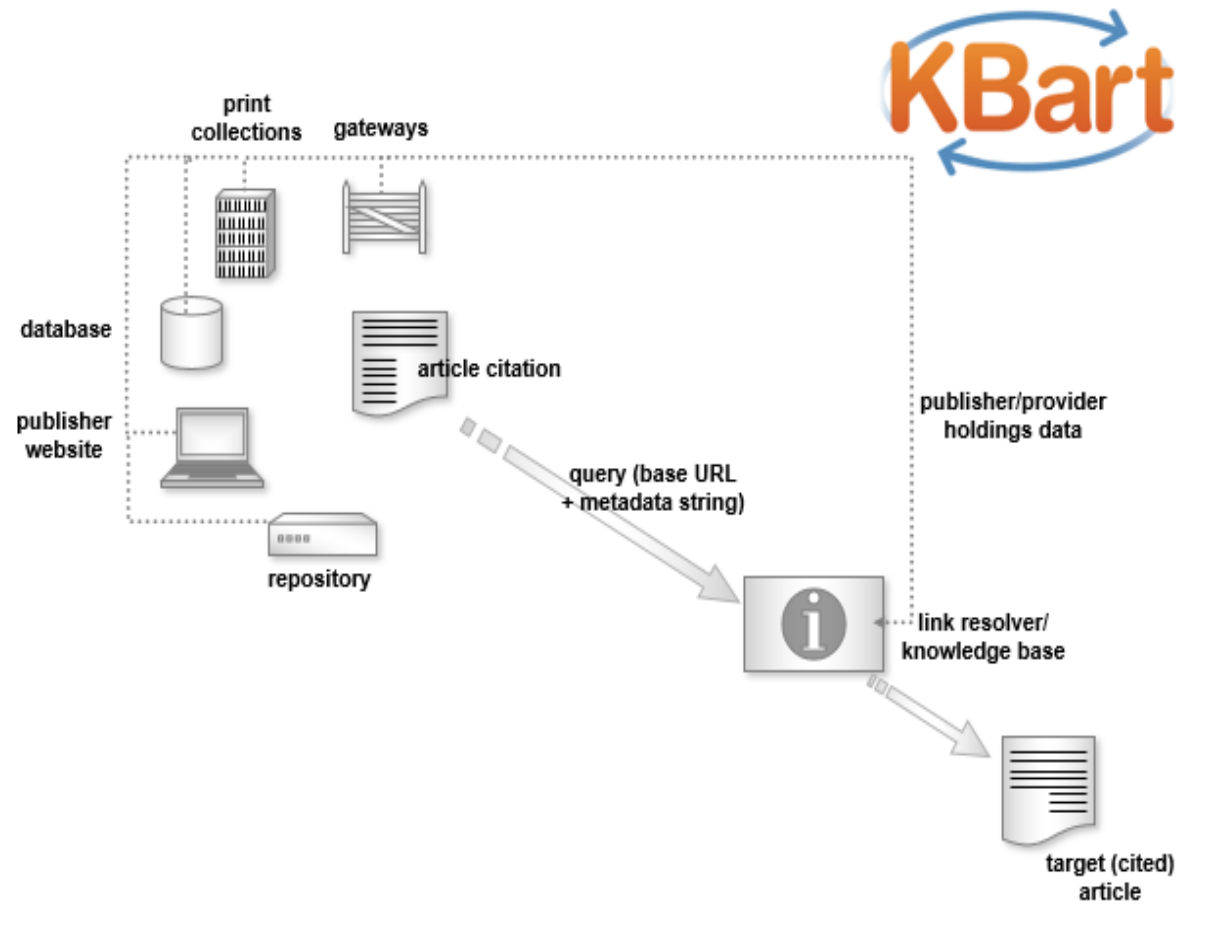 KBart
print
collections
gateways
database
article citation
publisher
website
publisher/provider
holdings data
query (base URL
+ metadata string)
repository
link resolver/
knowledge base
target (cited)
article